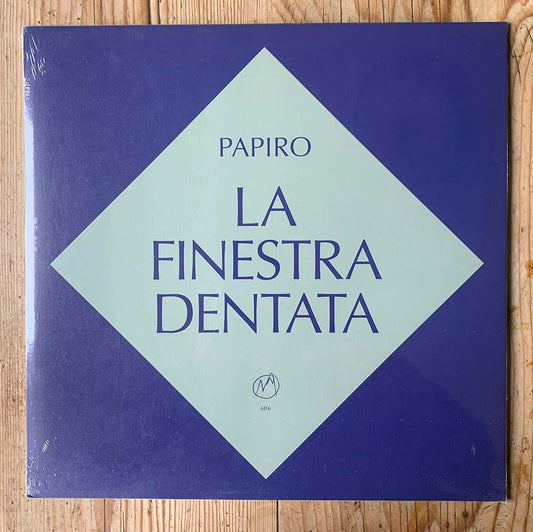 PAPIRO
LA
FINESTRA
DENTATA
M16